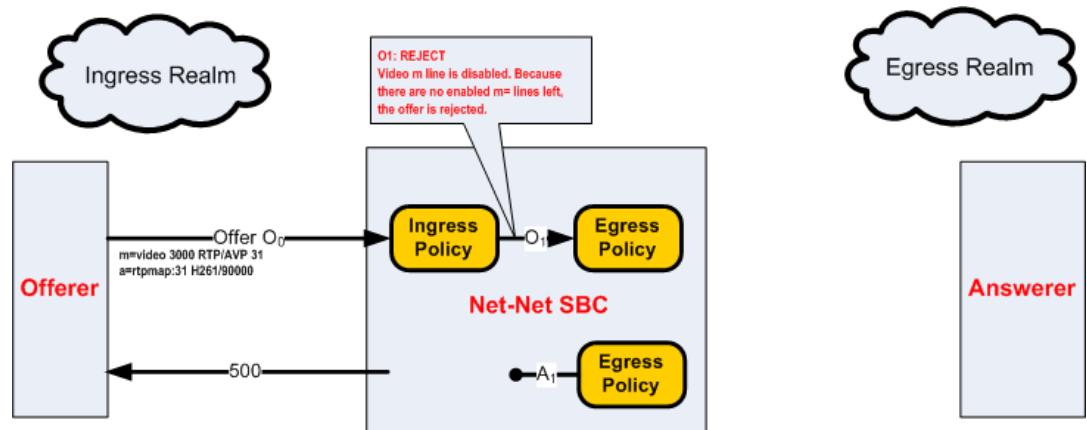 Ingress Realm
Egress Realm
O1: REJECT
Video m line is disabled. Because
there are no enabled m= lines left,
the offer is rejected.
Offerer
Offer O0
m=video 3000 RTP/AVP 31
a=rtpmap:31 H261/90000
Ingress
Policy
O1
Egress
Policy
Net-Net SBC
Answerer
500
A1
Egress
Policy